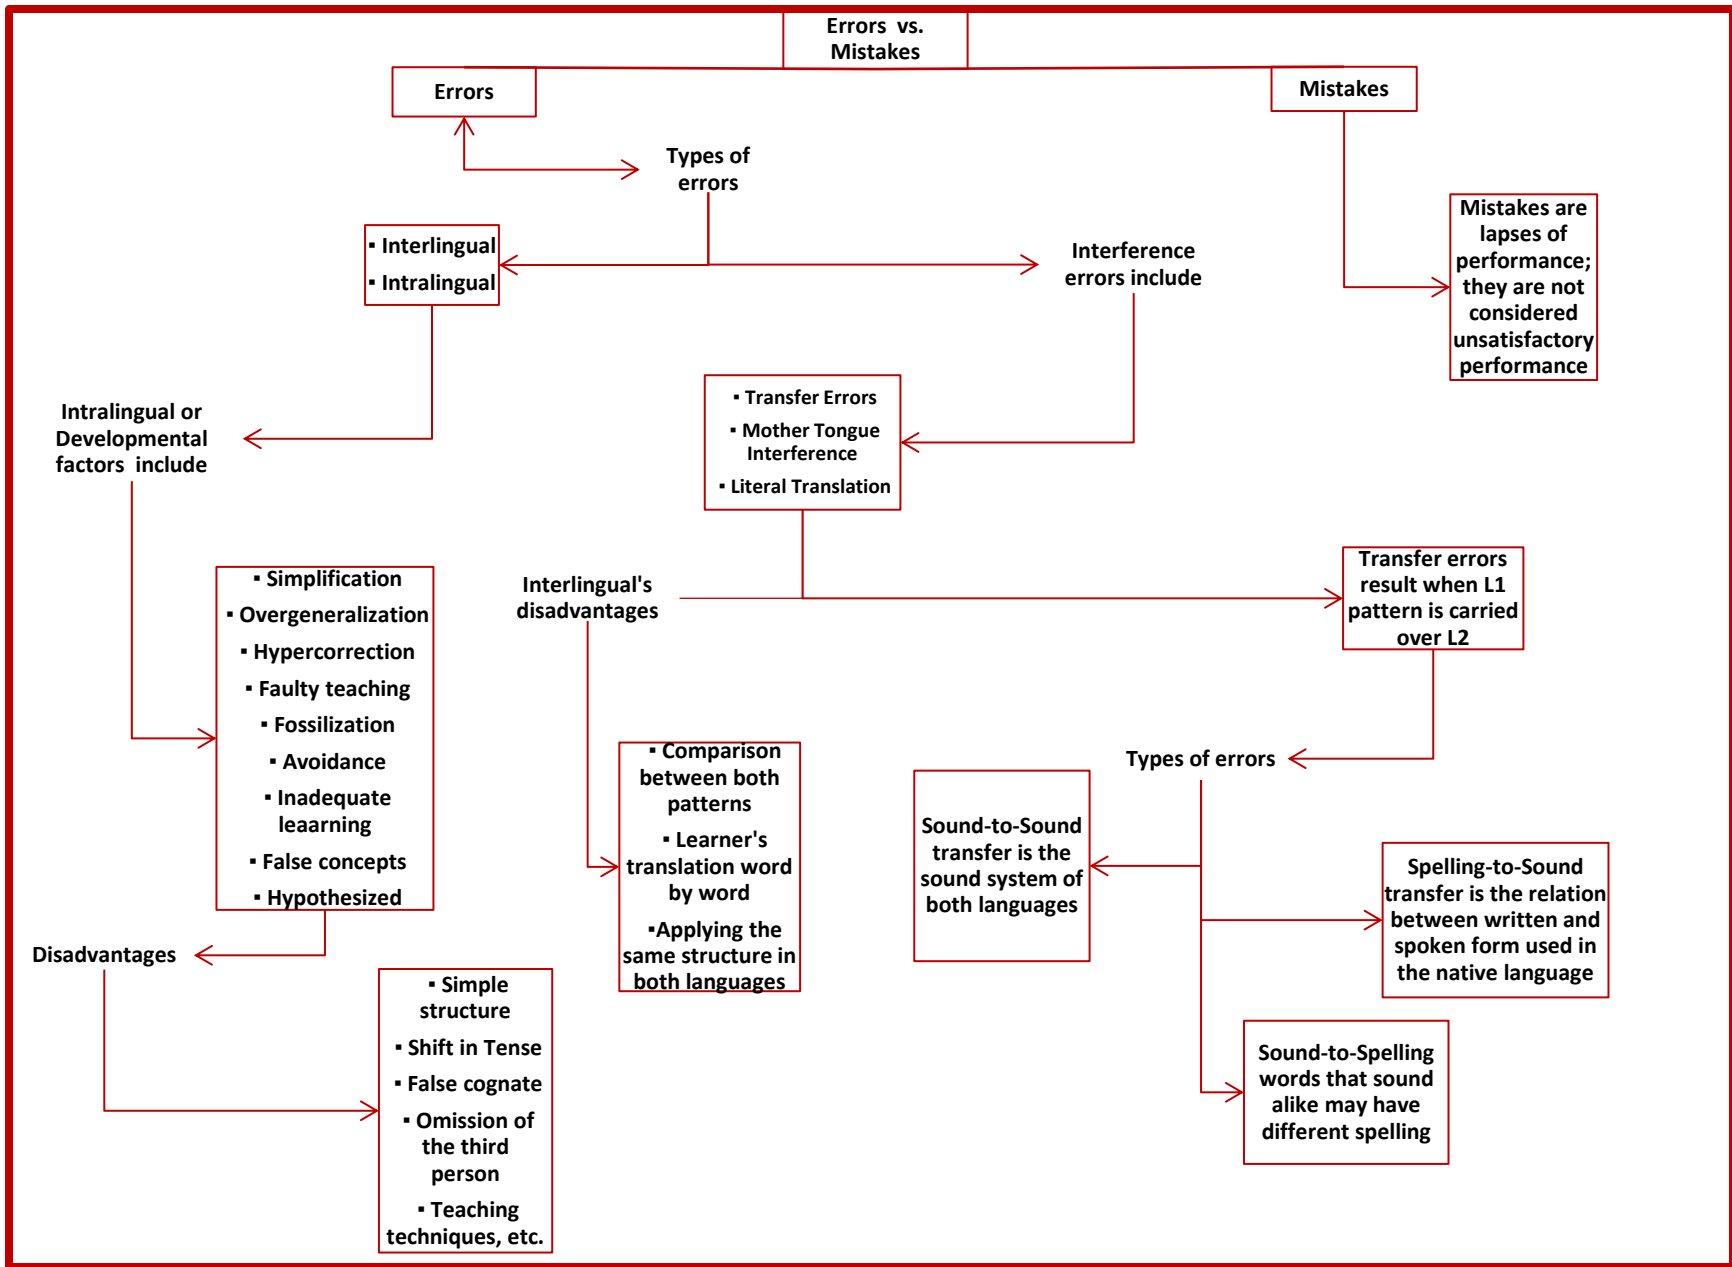 Errors vs.
Mistakes
Errors
Mistakes
Types of
errors
▪ Interlingual
▪ Intralingual
Interference
errors include
Mistakes are
lapses of
performance;
they are not
considered
unsatisfactory
performance
Intralingual or
Developmental
factors include
▪ Transfer Errors
▪ Mother Tongue
Interference
▪ Literal Translation
▪ Simplification
▪ Overgeneralization
▪ Hypercorrection
▪ Faulty teaching
▪ Fossilization
▪ Avoidance
▪ Inadequate
leaarning
▪ False concepts
▪ Hypothesized
Interlingual's
disadvantages
Transfer errors
result when L1
pattern is carried
over L2
▪ Comparison
between both
patterns
▪ Learner's
translation word
by word
▪Applying the
same structure in
both languages
Types of errors
Sound-to-Sound
transfer is the
sound system of
both languages
Spelling-to-Sound
transfer is the relation
between written and
spoken form used in
the native language
Sound-to-Spelling
words that sound
alike may have
different spelling
Disadvantages
▪ Simple
structure
▪ Shift in Tense
▪ False cognate
▪ Omission of
the third
person
▪ Teaching
techniques, etc.